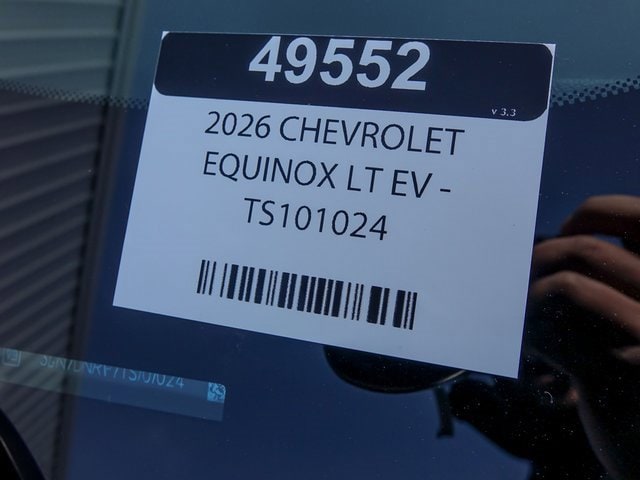 49552
v 3.3
2026 CHEVROLET
EQUINOX LT EV -
TS101024